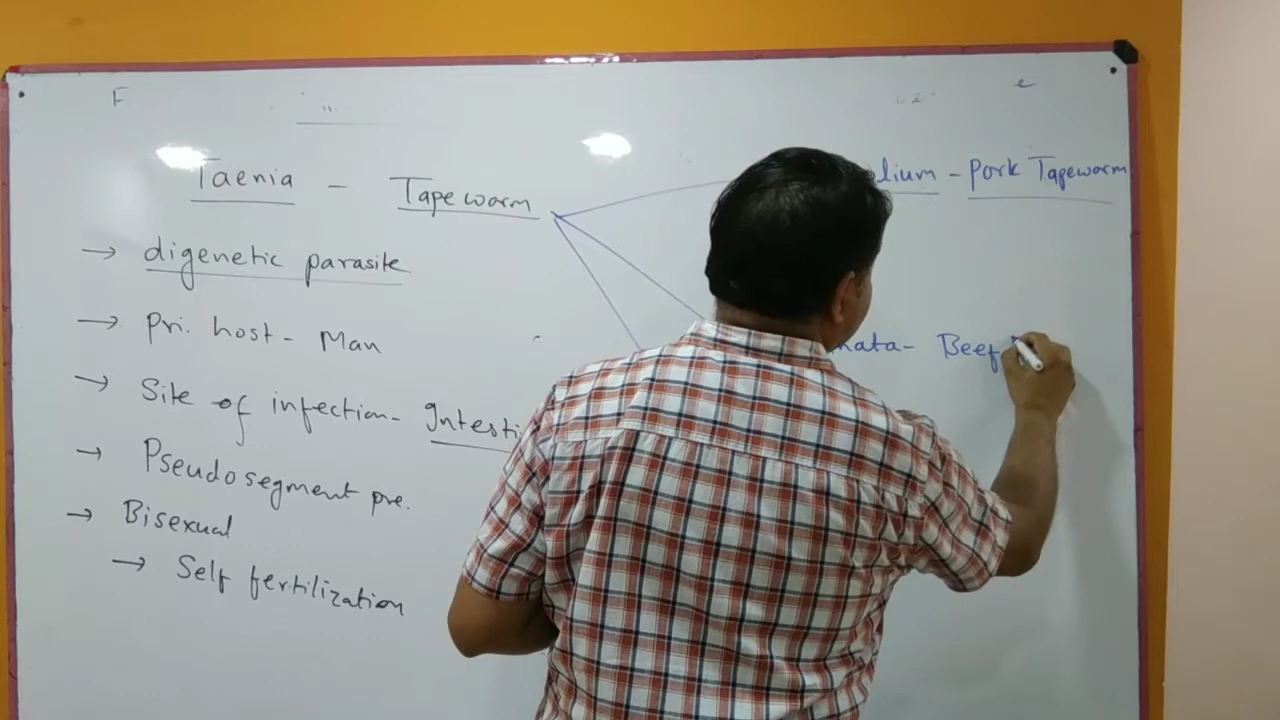 F
Taenia - Tapeworm
lium - Pork Tapeworm
→ digenetic parasite
→ Pri. host - Man
nata - Beef
→ Site of infection - Intesti
→ Pseudosegment pre.
→ Bisexual
→ Self fertilization